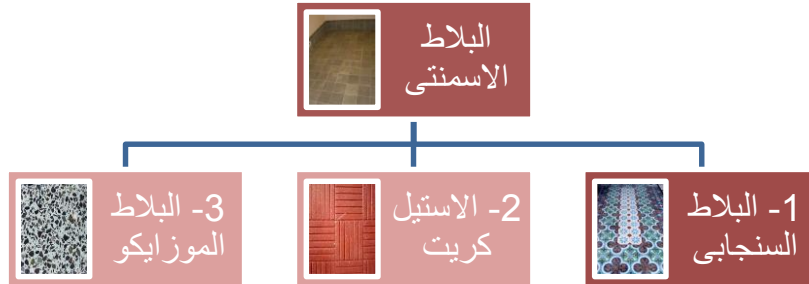 البلاط
الاسمنتى
1- البلاط
السنجابى
2- الاستيل
كريت
3- البلاط
الموزايكو